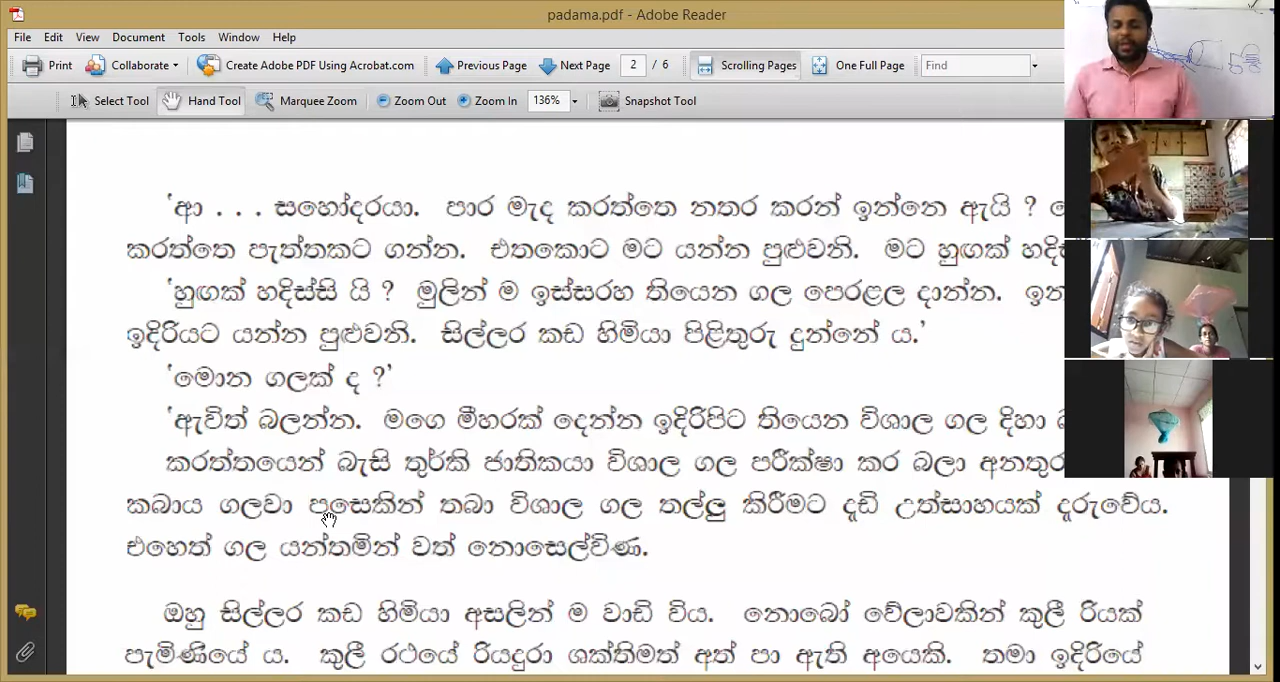 padama.pdf - Adobe Reader
File Edit View Document Tools Window Help
Print Collaborate Create Adobe PDF Using Acrobat.com Previous Page Next Page 2 / 6 Scrolling Pages One Full Page Find
Select Tool Hand Tool Marquee Zoom Zoom Out Zoom In 136% Snapshot Tool
‘ආ . . . සහෝදරයා. පාර මැද කරත්තෙ නතර කරන් ඉන්නෙ ඇයි ?
කරත්තෙ පැත්තකට ගන්න. එතකොට මට යන්න පුළුවනි. මට හුඟක්
‘හුඟක් හදිස්සි යි ? මුලින් ම ඉස්සරහ තියෙන ගල පෙරළල දාන්න.
ඉදිරියට යන්න පුළුවනි. සිල්ලර කඩ හිමියා පිළිතුරු දුන්නේ ය.’
‘මොන ගලක් ද ?’
‘ඇවිත් බලන්න. මගෙ මීහරක් දෙන්න ඉදිරිපිට තියෙන විශාල ගල දිහා
කරත්තයෙන් බැසි තුර්කි ජාතිකයා විශාල ගල පරීක්ෂා කර බලා
කබාය ගලවා පසෙකින් තබා විශාල ගල තල්ලු කිරීමට දැඩි උත්සාහයක් දැරුවේය.
එහෙත් ගල යන්තමින් වත් නොසෙල්විණ.
ඔහු සිල්ලර කඩ හිමියා අසලින් ම වාඩි විය. නොබෝ වේලාවකින් කුලී රියක්
පැමිණියේ ය. කුලී රථයේ රියදුරා ශක්තිමත් අත් පා ඇති අයෙකි. තමා ඉදිරියේ